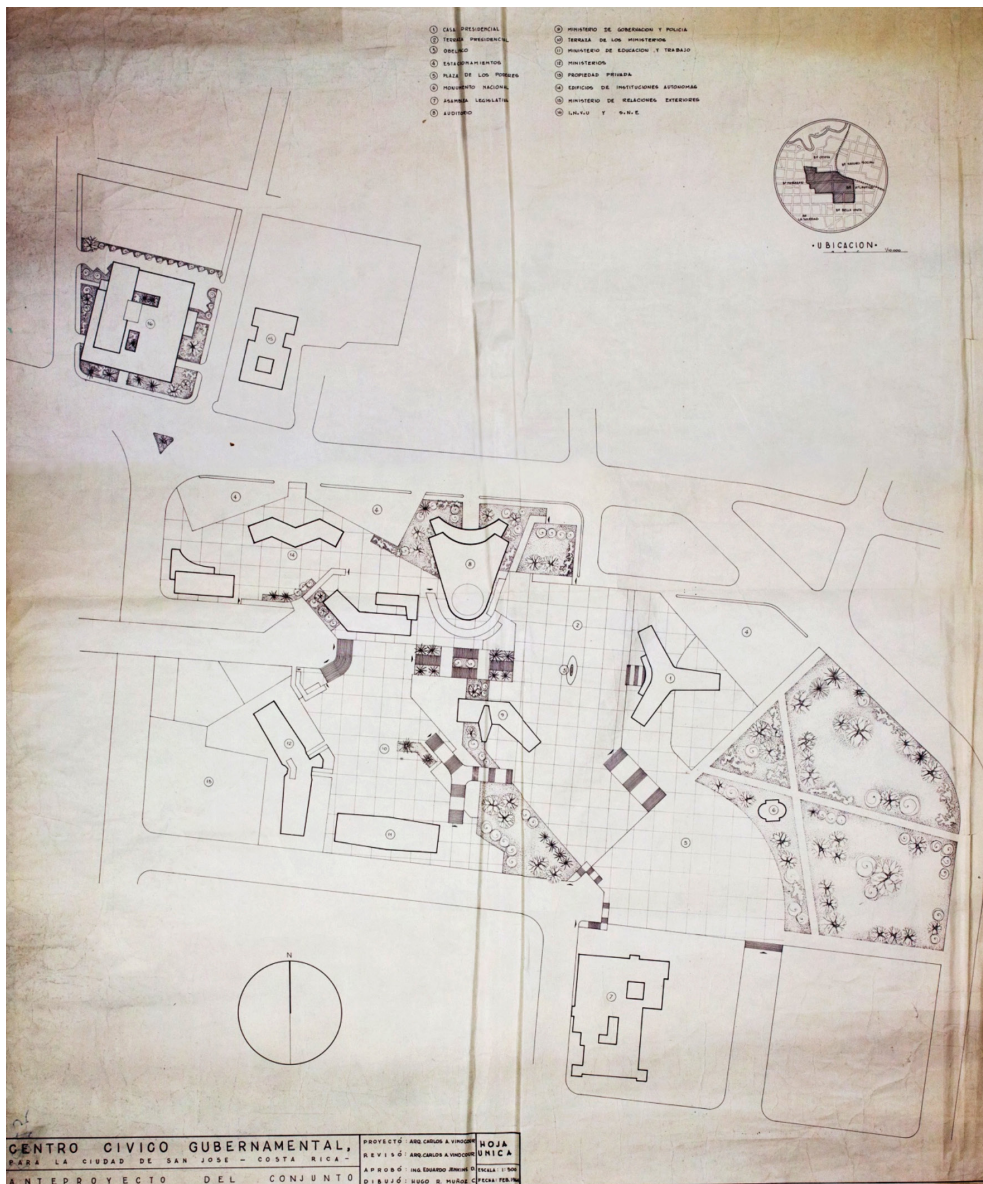 ① CASA PRESIDENCIAL
② TERRAZA PRESIDENCIAL
③ OBELISCO
④ ESTACIONAMIENTOS
⑤ PLAZA DE LOS PODERES
⑥ MONUMENTO NACIONAL
⑦ ASAMBLEA LEGISLATIVA
⑧ AUDITORIO
⑨ MINISTERIO DE GOBERNACION Y POLICIA
⑩ TERRAZA DE LOS MINISTERIOS
⑪ MINISTERIO DE EDUCACION Y TRABAJO
⑫ MINISTERIOS
⑬ PROPIEDAD PRIVADA
⑭ EDIFICIOS DE INSTITUCIONES AUTONOMAS
⑮ MINISTERIO DE RELACIONES EXTERIORES
⑯ I.N.V.U Y S.N.E.
·UBICACION·
N
CENTRO CIVICO GUBERNAMENTAL,
PARA LA CIUDAD DE SAN JOSE - COSTA RICA -
ANTEPROYECTO DEL CONJUNTO
PROYECTÓ: ARQ. CARLOS A. VINOCOUR
REVISÓ: ARQ. CARLOS A. VINOCOUR
APROBÓ: ING. EDUARDO JENKINS D.
DIBUJÓ: HUGO R. MUÑOZ C.
HOJA
UNICA
ESCALA: 1:500
FECHA: FEB.